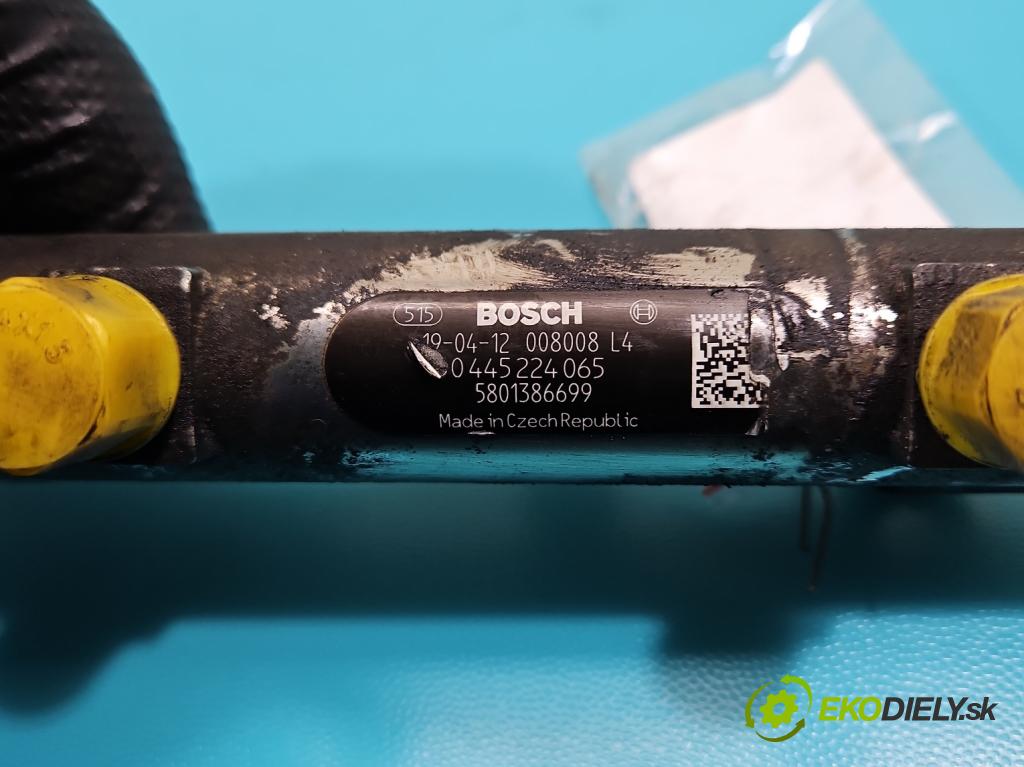 515 BOSCH
19-04-12 008008 L4
0 445 224 065
5801386699
Made in Czech Republic
EKODIELY.sk